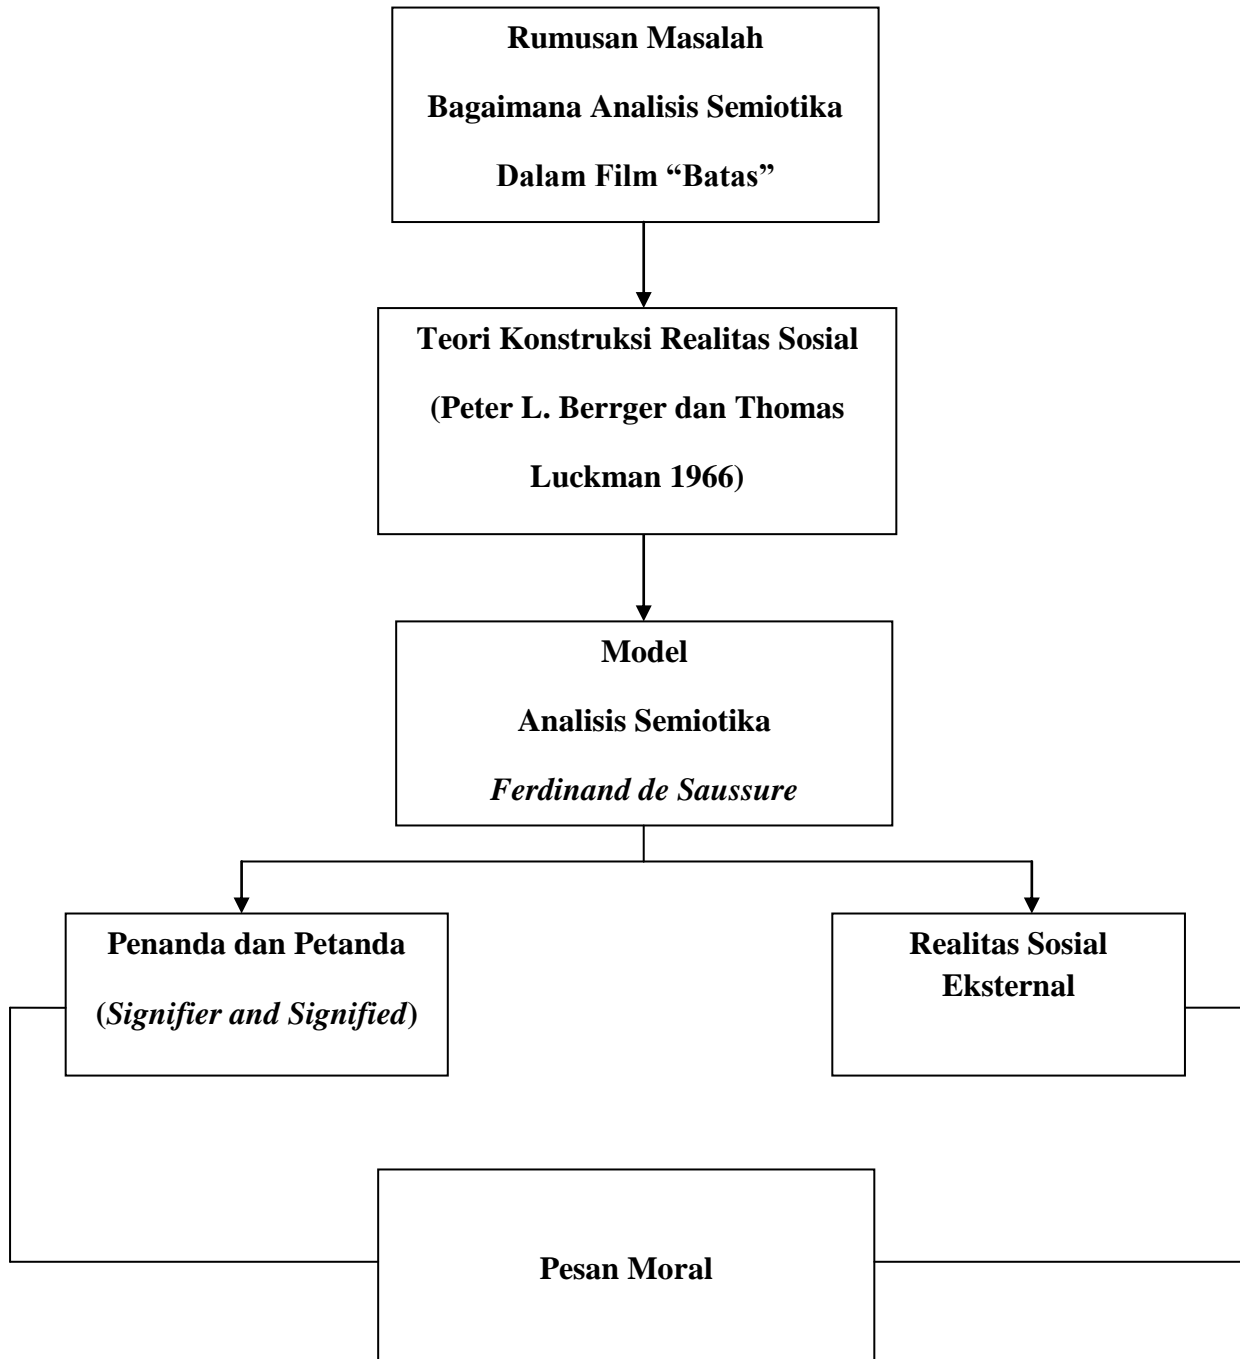 Rumusan Masalah
Bagaimana Analisis Semiotika
Dalam Film “Batas”
Teori Konstruksi Realitas Sosial
(Peter L. Berrger dan Thomas
Luckman 1966)
Model
Analisis Semiotika
Ferdinand de Saussure
Penanda dan Petanda
(Signifier and Signified)
Realitas Sosial
Eksternal
Pesan Moral